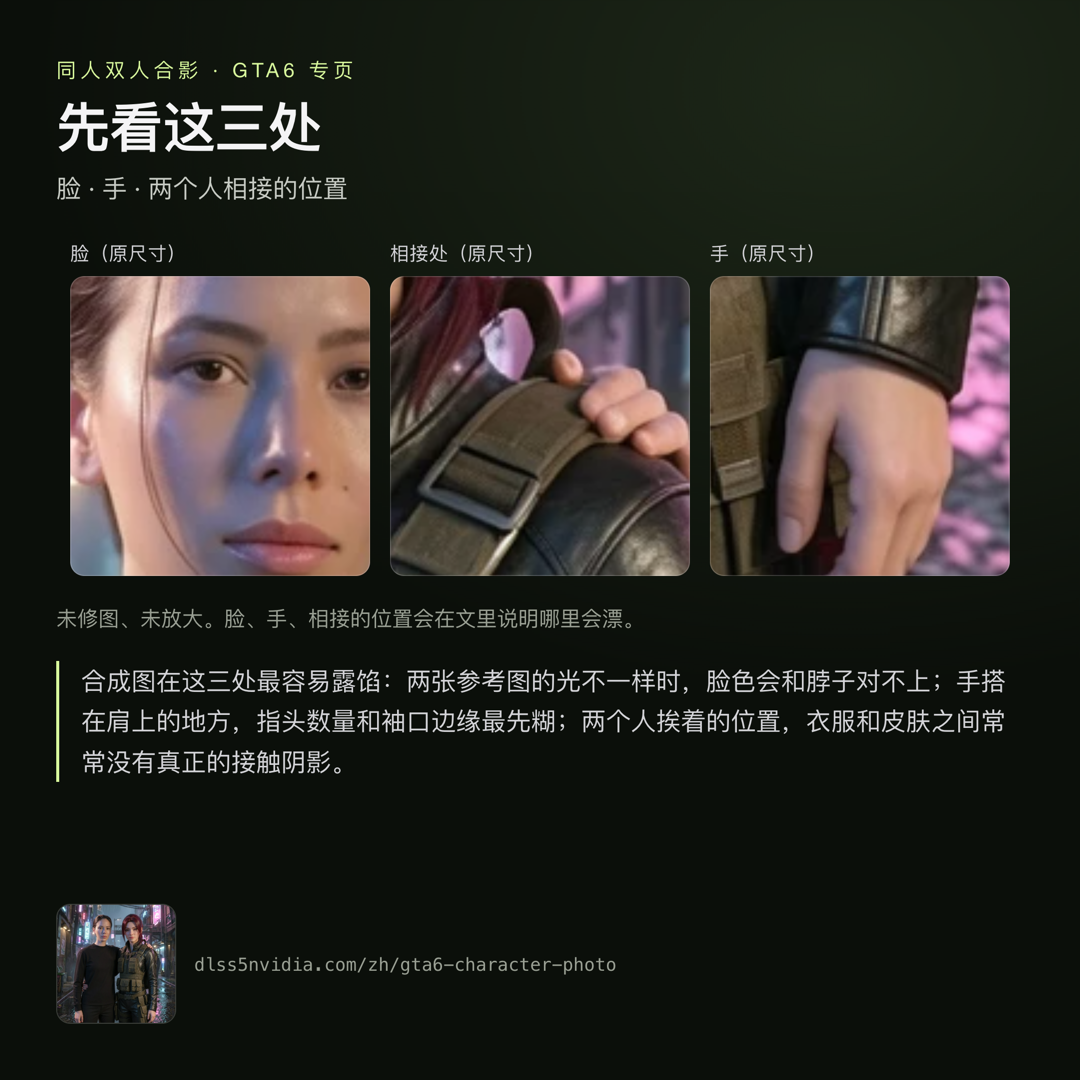 同人双人合影 · GTA6 专页
先看这三处
脸 · 手 · 两个人相接的位置
脸（原尺寸）
相接处（原尺寸）
手（原尺寸）
未修图、未放大。脸、手、相接的位置会在文里说明哪里会漂。
合成图在这三处最容易露馅：两张参考图的光不一样时，脸色会和脖子对不上；手搭
在肩上的地方，指头数量和袖口边缘最先糊；两个人挨着的位置，衣服和皮肤之间常
常没有真正的接触阴影。
dlss5nvidia.com/zh/gta6-character-photo